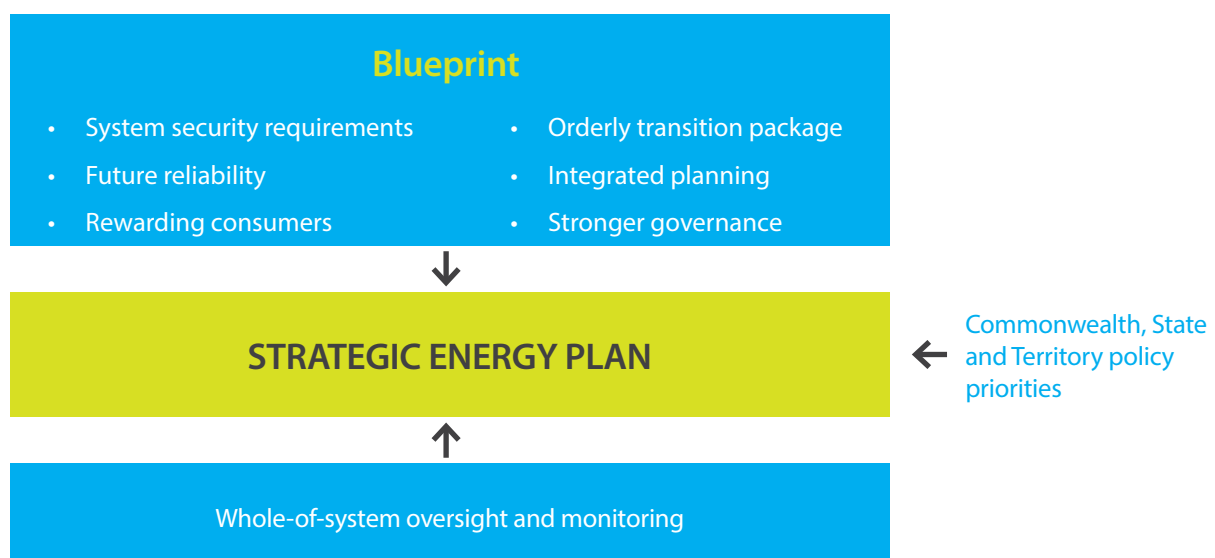 Blueprint
• System security requirements
• Future reliability
• Rewarding consumers
• Orderly transition package
• Integrated planning
• Stronger governance
STRATEGIC ENERGY PLAN
Commonwealth, State
and Territory policy
priorities
Whole-of-system oversight and monitoring